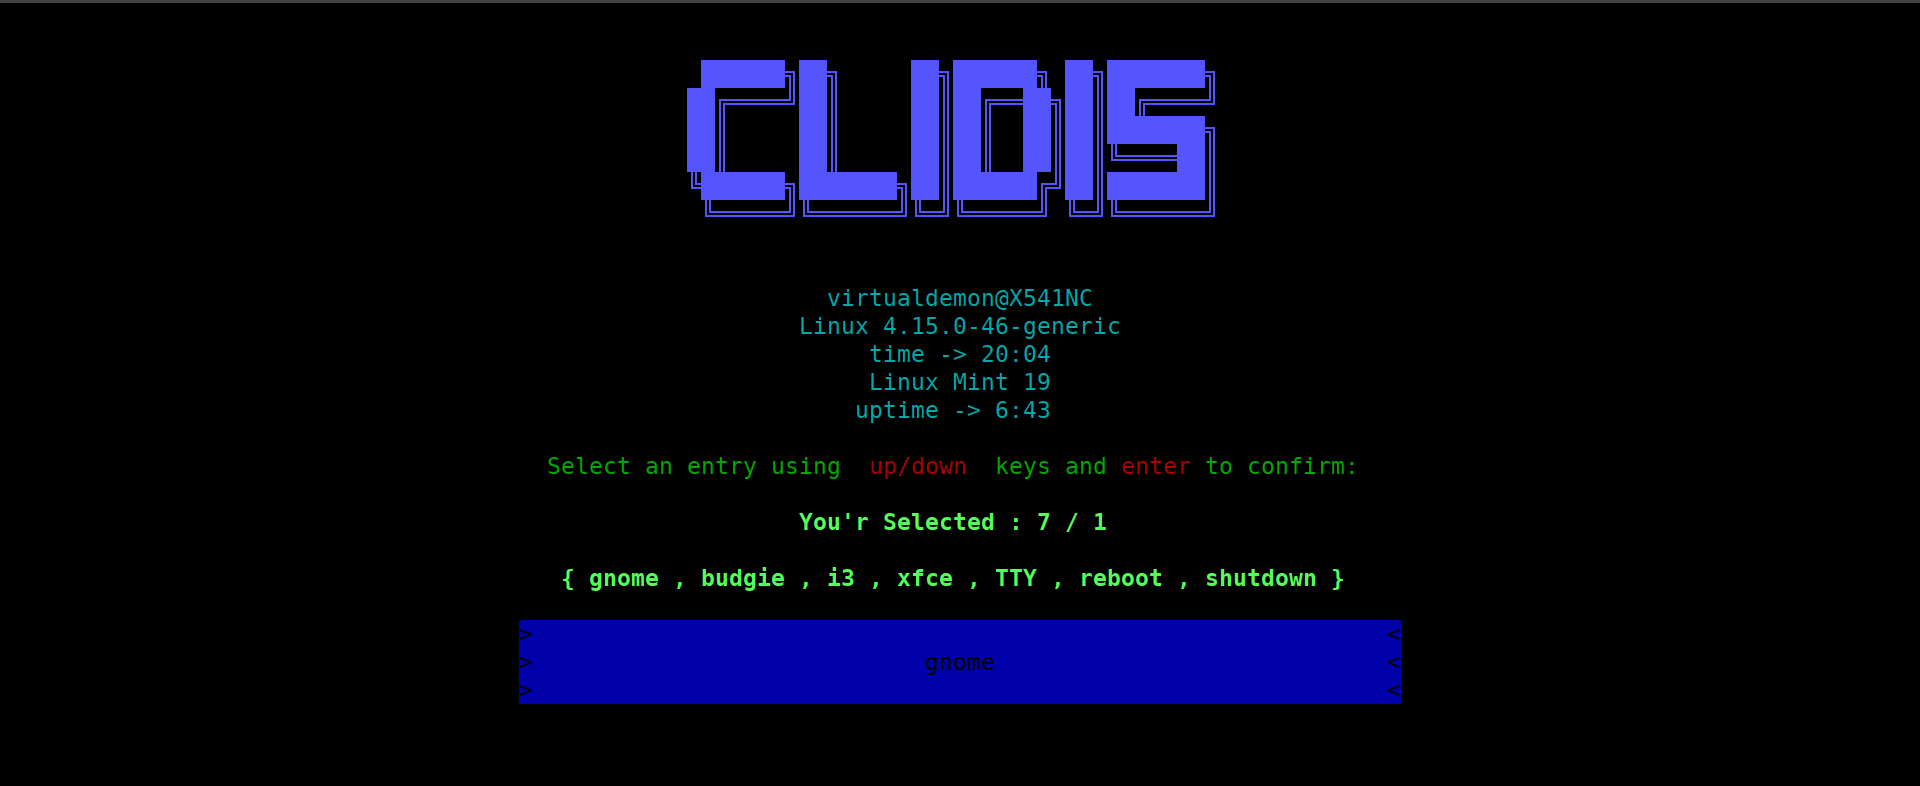 CLIDIS
virtualdemon@X541NC
Linux 4.15.0-46-generic
time -> 20:04
Linux Mint 19
uptime -> 6:43
Select an entry using  up/down  keys and enter to confirm:
You'r Selected : 7 / 1
{ gnome , budgie , i3 , xfce , TTY , reboot , shutdown }
> <
> gnome <
> <